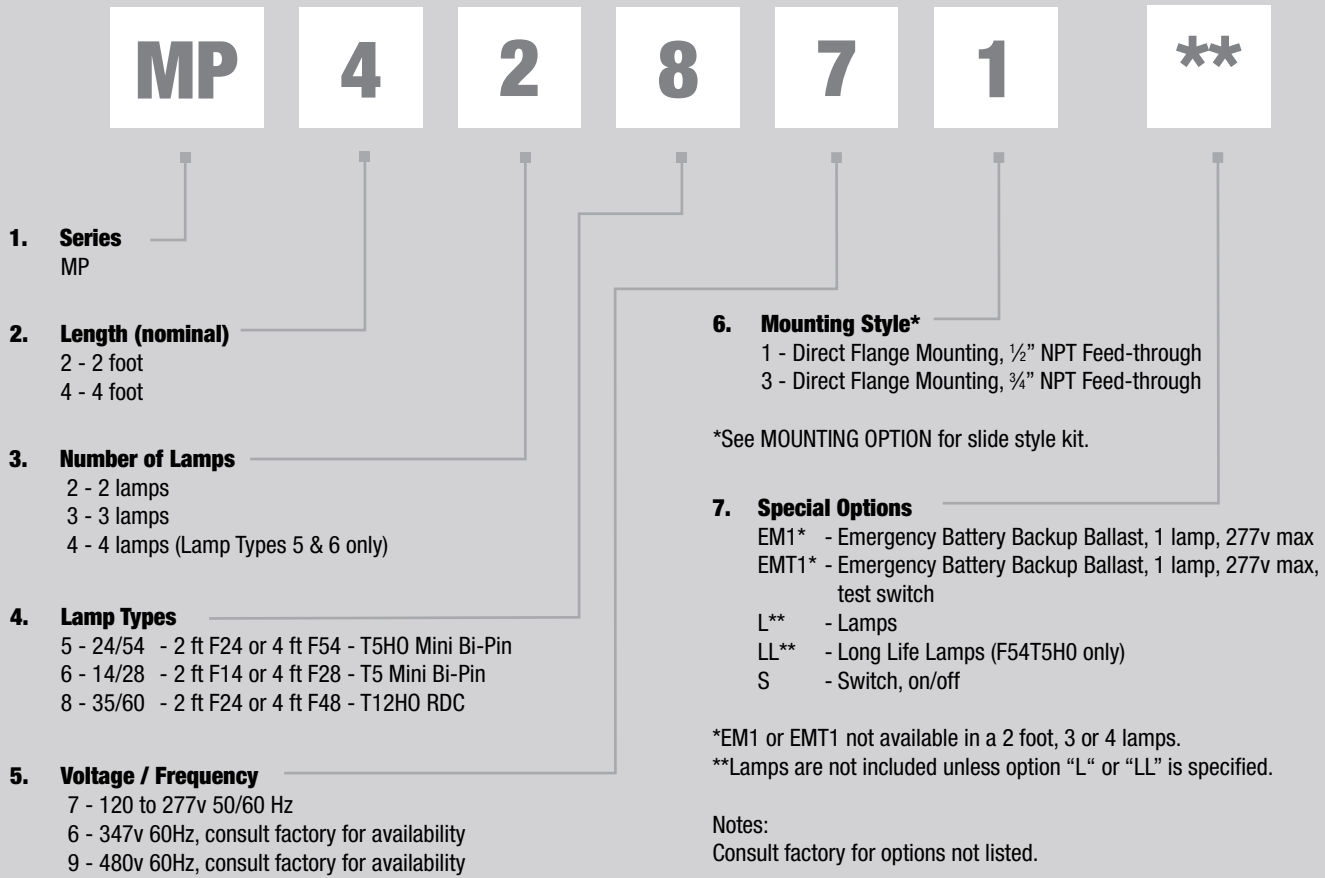 MP 4 2 8 7 1 **
1. Series
MP
2. Length (nominal)
2 - 2 foot
4 - 4 foot
3. Number of Lamps
2 - 2 lamps
3 - 3 lamps
4 - 4 lamps (Lamp Types 5 & 6 only)
4. Lamp Types
5 - 24/54 - 2 ft F24 or 4 ft F54 - T5HO Mini Bi-Pin
6 - 14/28 - 2 ft F14 or 4 ft F28 - T5 Mini Bi-Pin
8 - 35/60 - 2 ft F24 or 4 ft F48 - T12HO RDC
5. Voltage / Frequency
7 - 120 to 277v 50/60 Hz
6 - 347v 60Hz, consult factory for availability
9 - 480v 60Hz, consult factory for availability
6. Mounting Style*
1 - Direct Flange Mounting, ½” NPT Feed-through
3 - Direct Flange Mounting, ¾” NPT Feed-through
*See MOUNTING OPTION for slide style kit.
7. Special Options
EM1* - Emergency Battery Backup Ballast, 1 lamp, 277v max
EMT1* - Emergency Battery Backup Ballast, 1 lamp, 277v max,
test switch
L** - Lamps
LL** - Long Life Lamps (F54T5H0 only)
S - Switch, on/off
*EM1 or EMT1 not available in a 2 foot, 3 or 4 lamps.
**Lamps are not included unless option “L“ or “LL” is specified.
Notes:
Consult factory for options not listed.